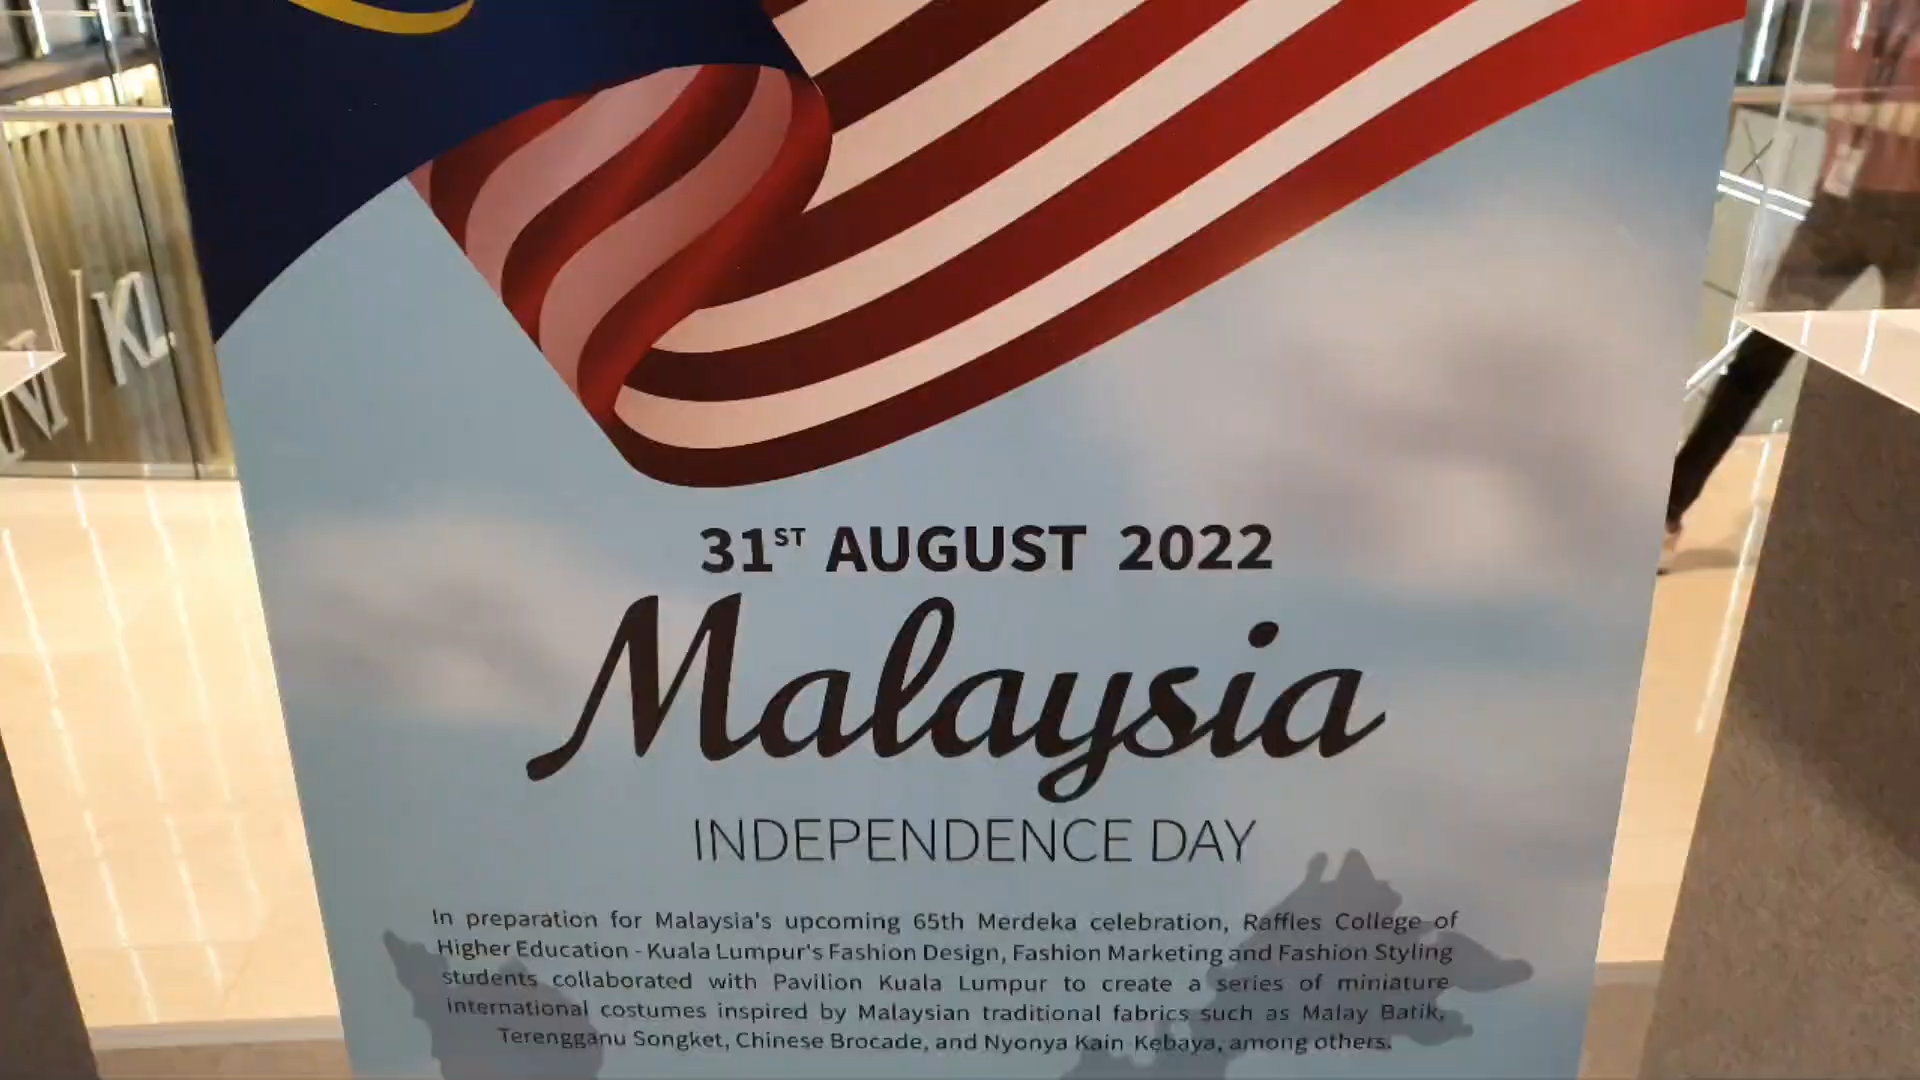 N/KL
31ST AUGUST 2022
Malaysia
INDEPENDENCE DAY
In preparation for Malaysia's upcoming 65th Merdeka celebration, Raffles College of
Higher Education - Kuala Lumpur's Fashion Design, Fashion Marketing and Fashion Styling
students collaborated with Pavilion Kuala Lumpur to create a series of miniature
international costumes inspired by Malaysian traditional fabrics such as Malay Batik,
Terengganu Songket, Chinese Brocade, and Nyonya Kain Kebaya, among others.